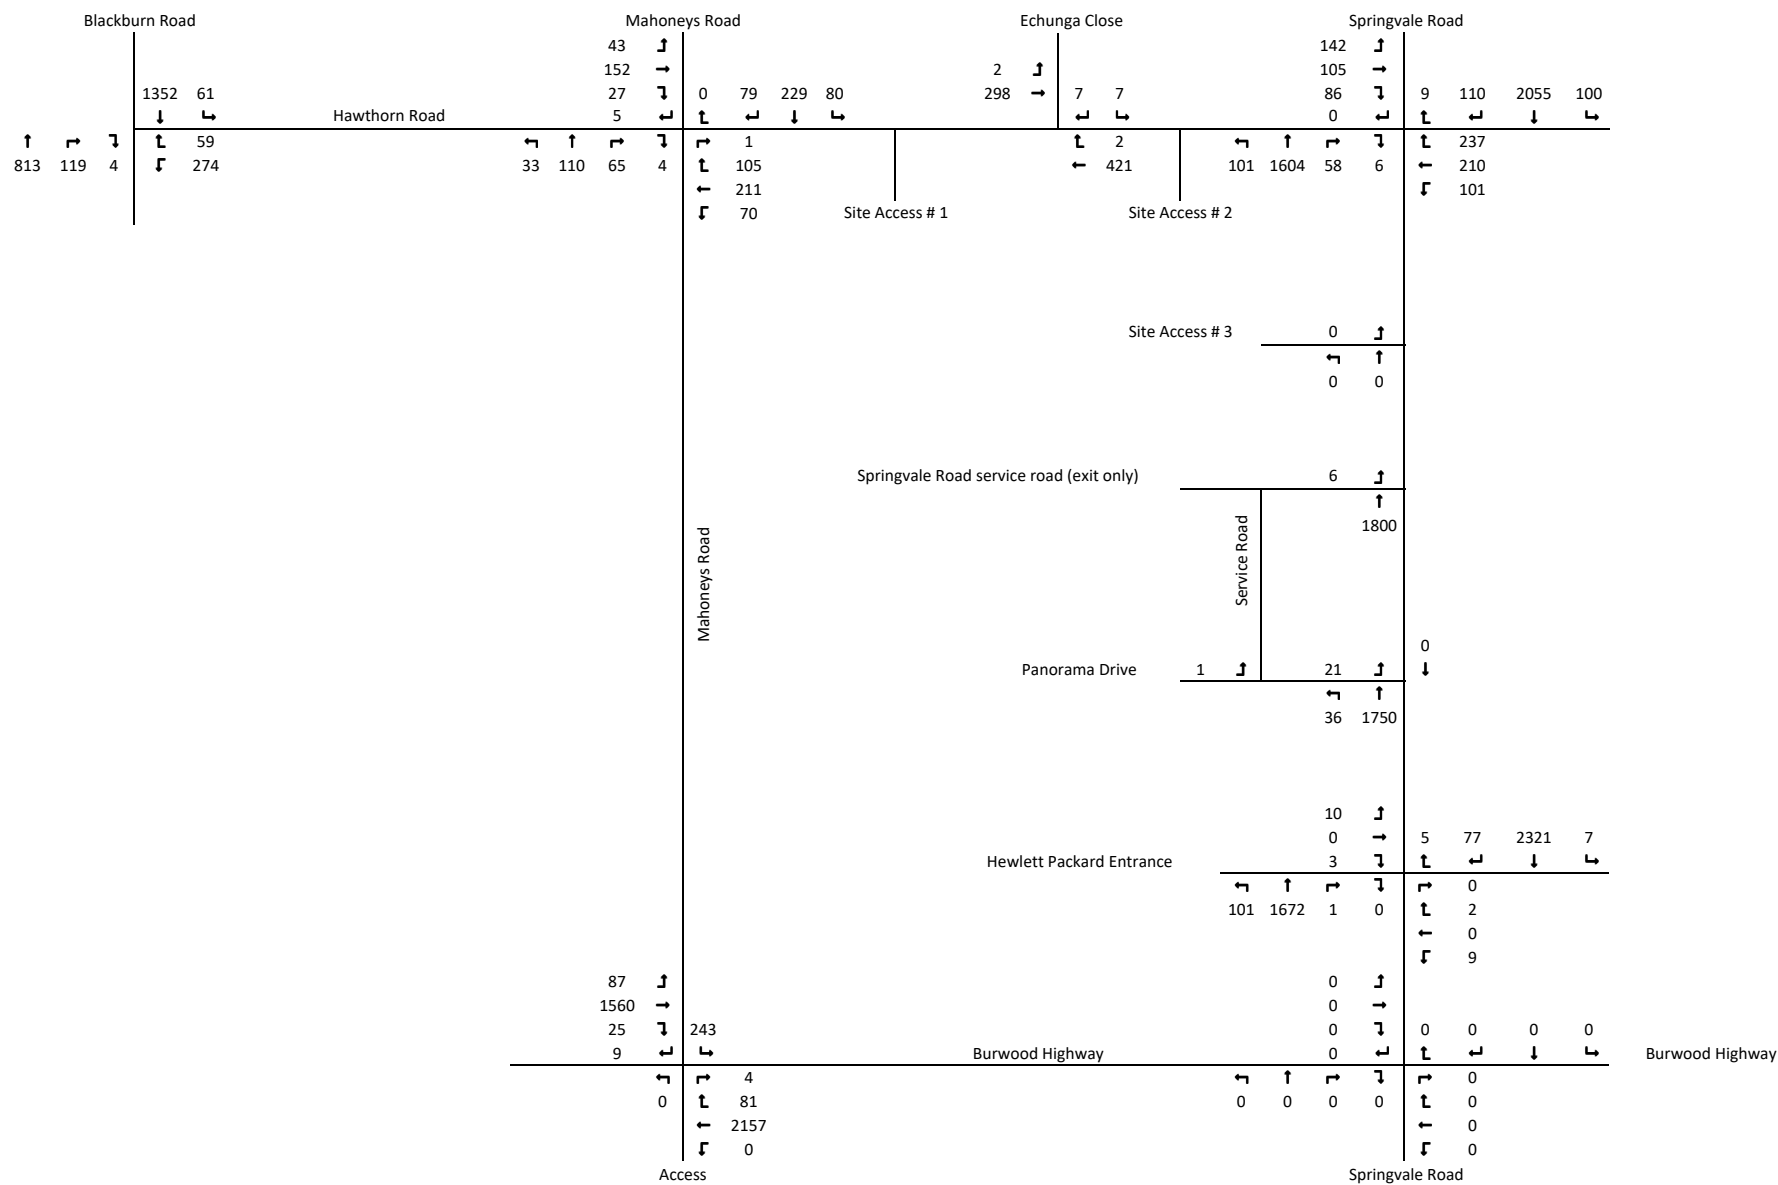 Blackburn Road Mahoneys Road Echunga Close Springvale Road
43 142
152 2 105
1352 61 27 0 79 229 80 298 7 7 86 9 110 2055 100
Hawthorn Road 5 0
59 1 2 237
813 119 4 274 33 110 65 4 105 421 101 1604 58 6 210
211 101
70 Site Access # 1 Site Access # 2
Site Access # 3 0
0 0
Springvale Road service road (exit only) 6
1800
Service Road
Mahoneys Road
0
Panorama Drive 1 21
36 1750
10
0 5 77 2321 7
Hewlett Packard Entrance 3
0
101 1672 1 0 2
0
9
87 0
1560 0
25 243 0 0 0 0 0
9 Burwood Highway 0 Burwood Highway
4 0
0 81 0 0 0 0 0
2157 0
0 0
Access Springvale Road